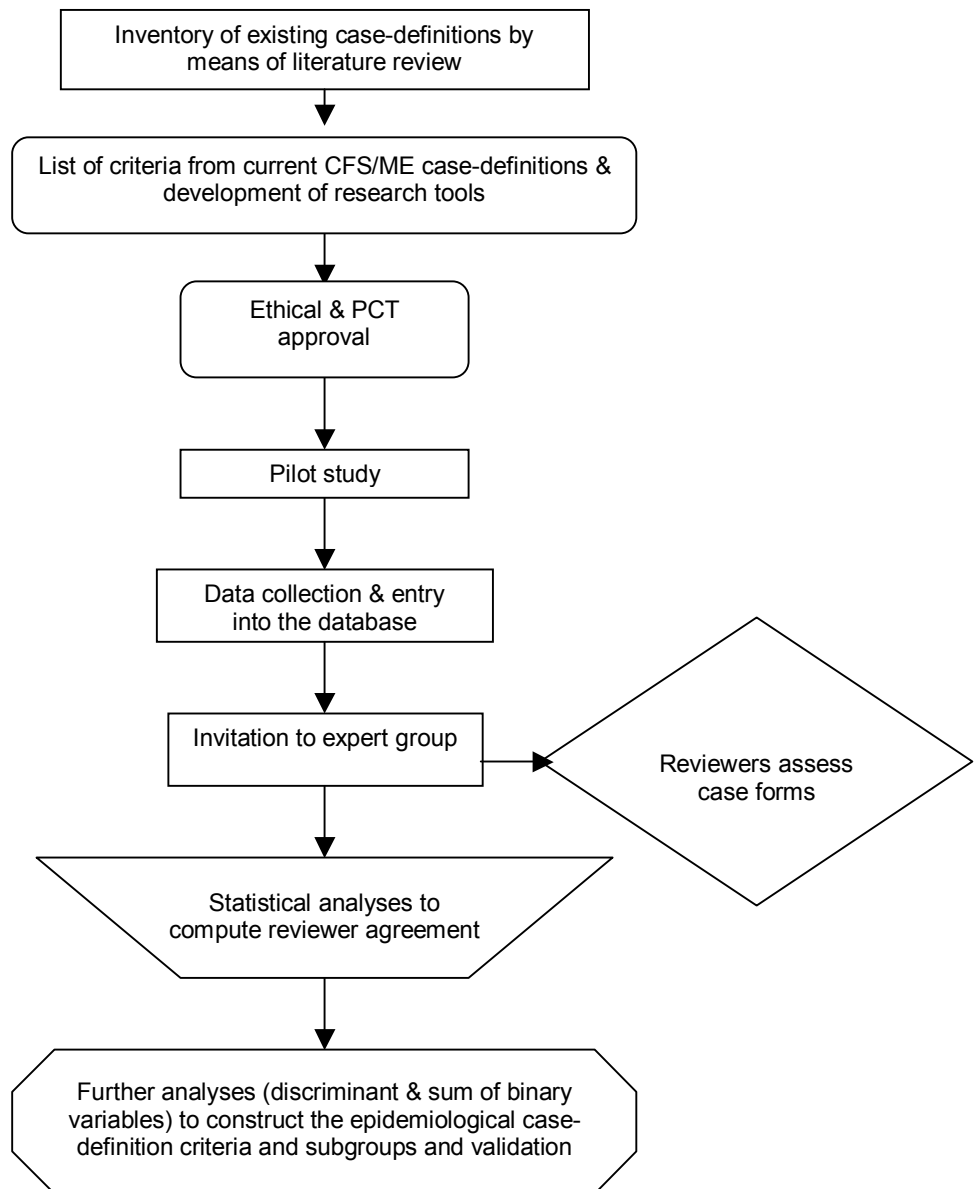 Inventory of existing case-definitions by
means of literature review
List of criteria from current CFS/ME case-definitions &
development of research tools
Ethical & PCT
approval
Pilot study
Data collection & entry
into the database
Invitation to expert group
Reviewers assess
case forms
Statistical analyses to
compute reviewer agreement
Further analyses (discriminant & sum of binary
variables) to construct the epidemiological case-
definition criteria and subgroups and validation